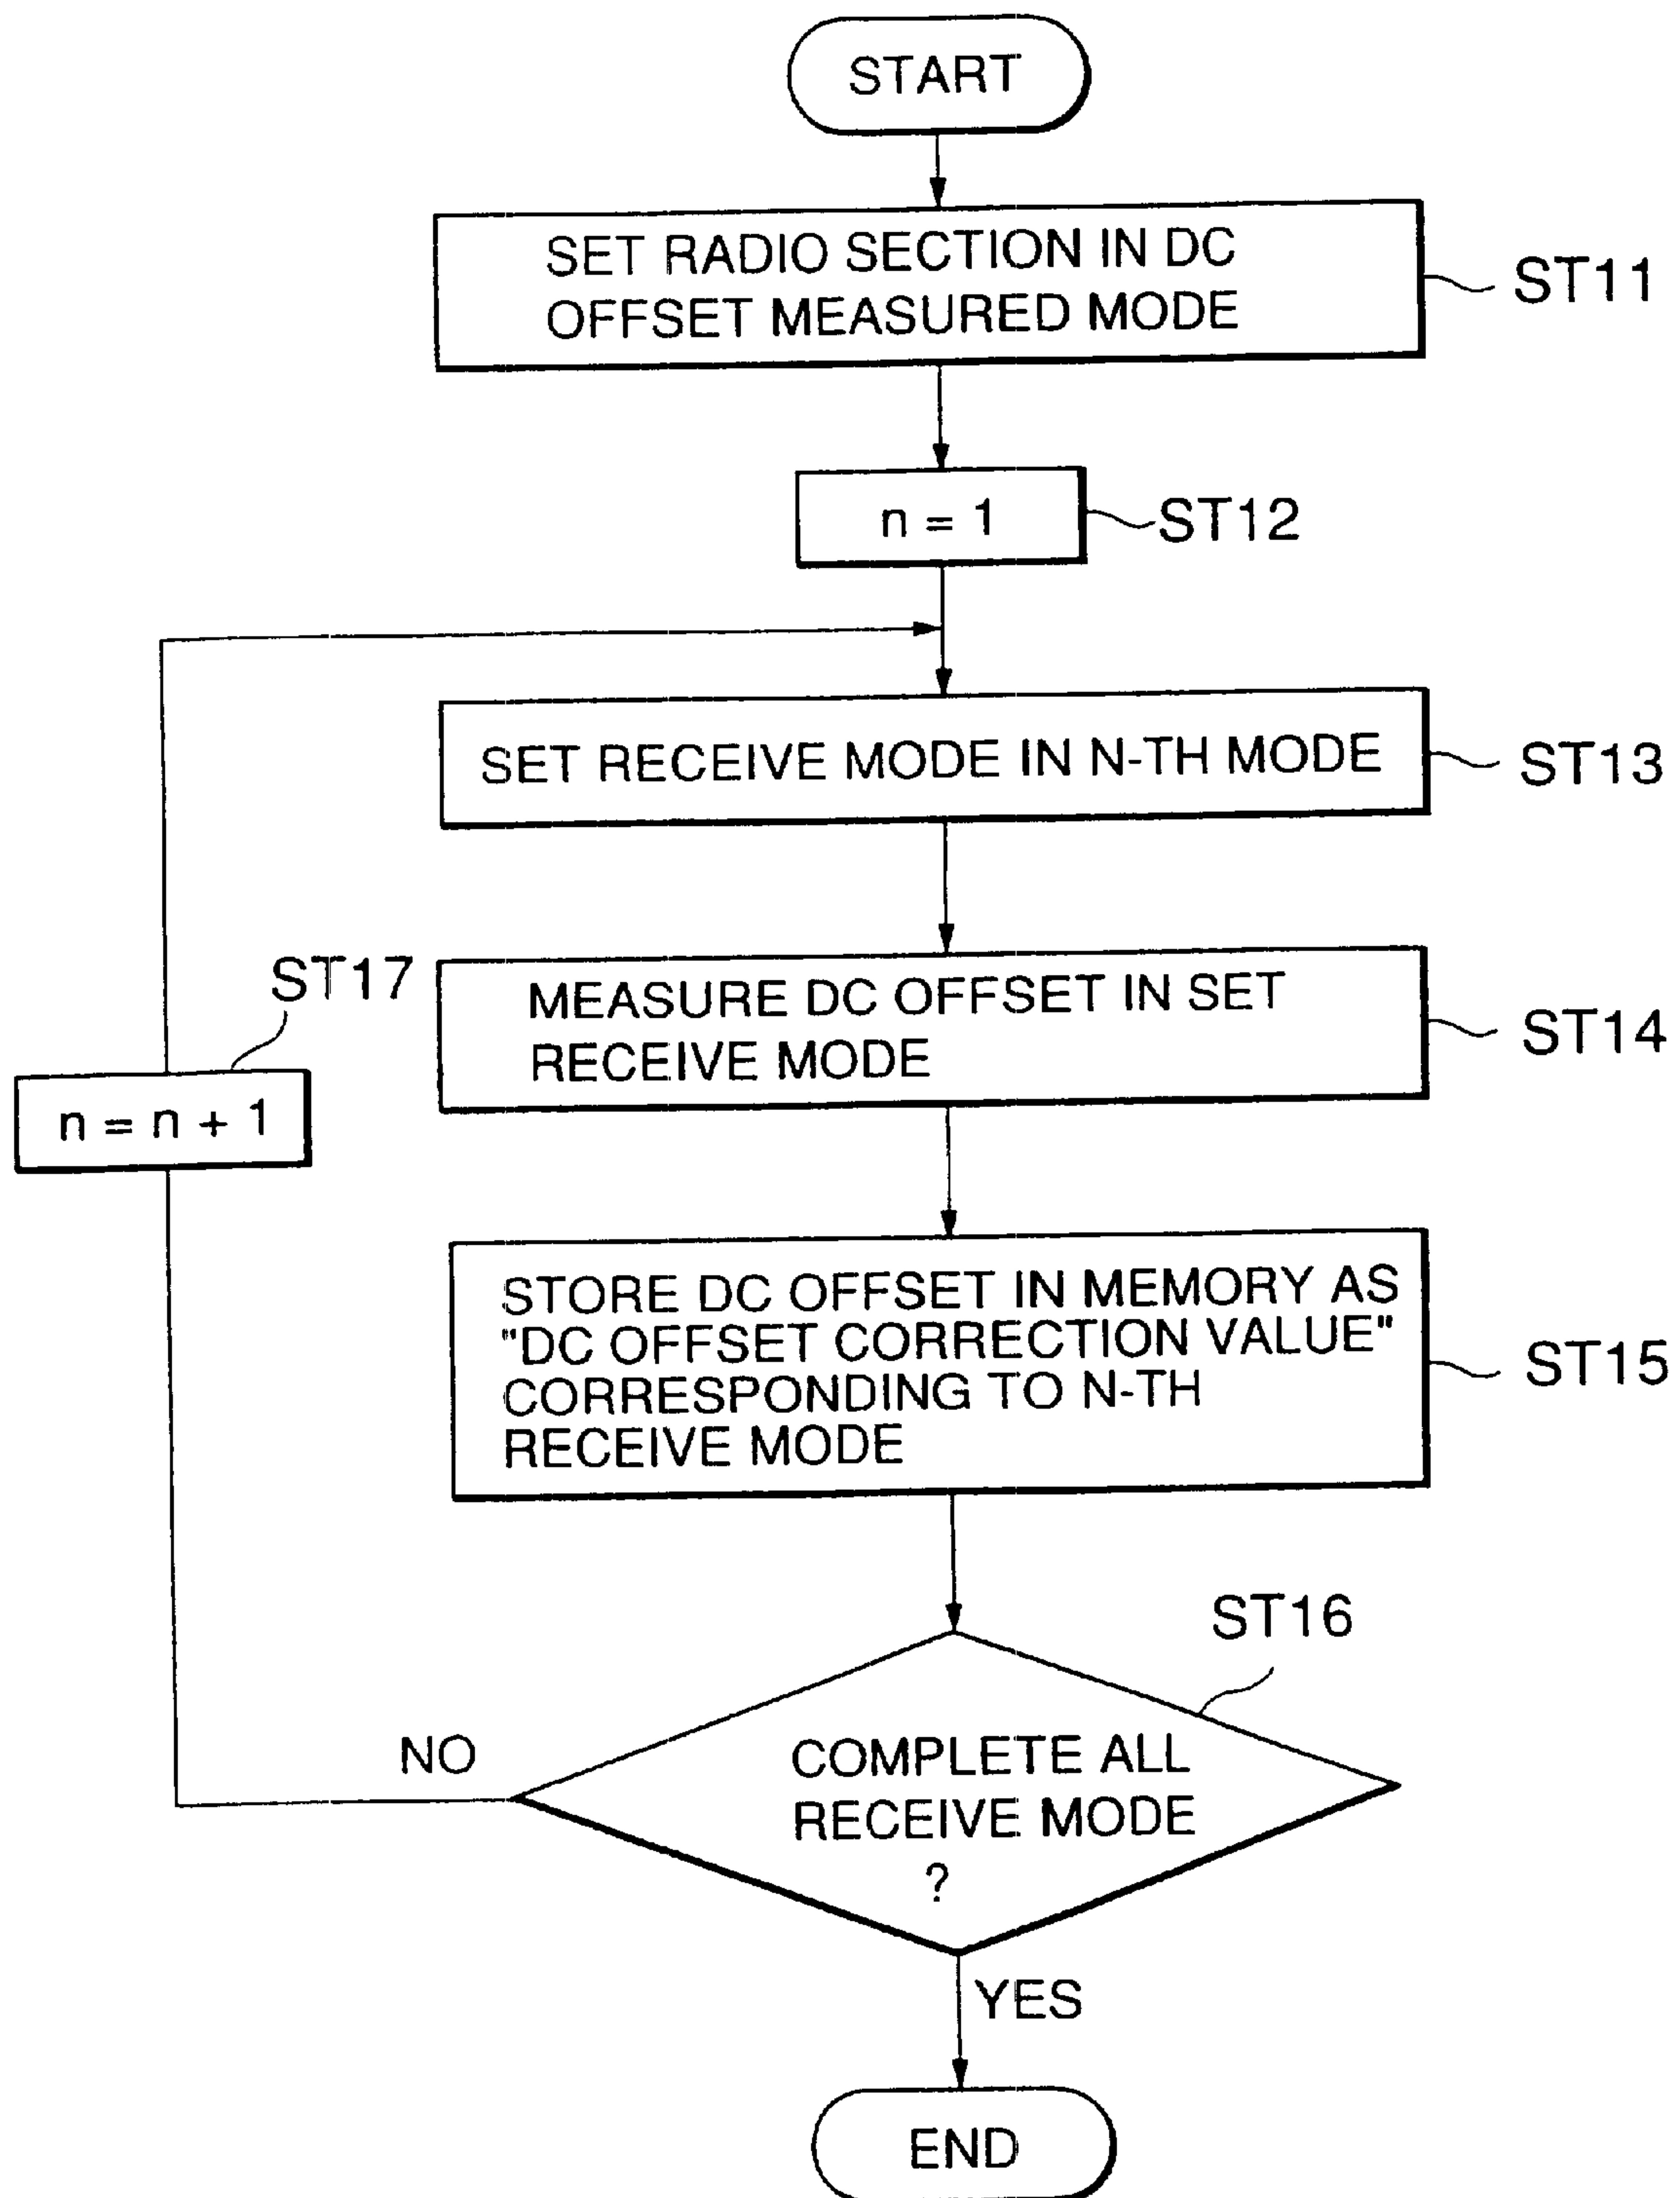 START
SET RADIO SECTION IN DC
OFFSET MEASURED MODE
ST11
n = 1
ST12
SET RECEIVE MODE IN N-TH MODE
ST13
ST17
n = n + 1
MEASURE DC OFFSET IN SET
RECEIVE MODE
ST14
STORE DC OFFSET IN MEMORY AS
"DC OFFSET CORRECTION VALUE"
CORRESPONDING TO N-TH
RECEIVE MODE
ST15
ST16
COMPLETE ALL
RECEIVE MODE
?
NO
YES
END